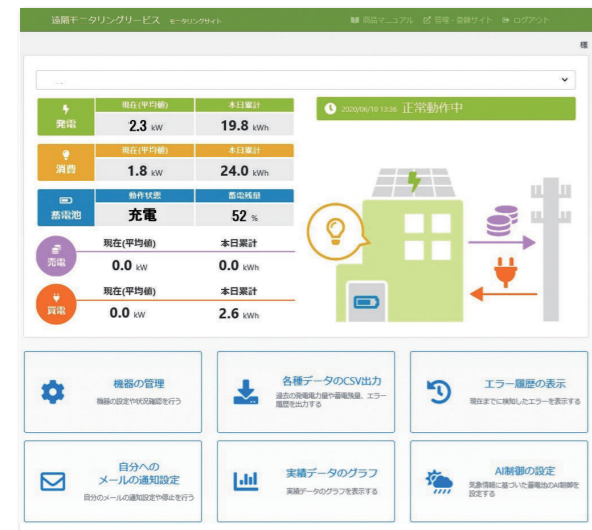 遠隔モニタリングサービス モニタリングサイト 商品マニュアル 管理・登録サイト ログアウト
様
2020/06/10 13:36 正常動作中
発電
現在(平均値) 本日累計
2.3 kW 19.8 kWh
消費
現在(平均値) 本日累計
1.8 kW 24.0 kWh
蓄電池
動作状態 蓄電残量
充電 52 %
売電
現在(平均値) 本日累計
0.0 kW 0.0 kWh
買電
現在(平均値) 本日累計
0.0 kW 2.6 kWh
機器の管理
機器の設定や状況確認を行う
各種データのCSV出力
過去の発電電力量や蓄電残量、エラー
履歴を出力する
エラー履歴の表示
現在までに検知したエラーを表示する
自分への
メールの通知設定
自分のメールの通知設定や停止を行う
実績データのグラフ
実績データのグラフを表示する
AI制御の設定
気象情報に基づいた蓄電池のAI制御を
設定する